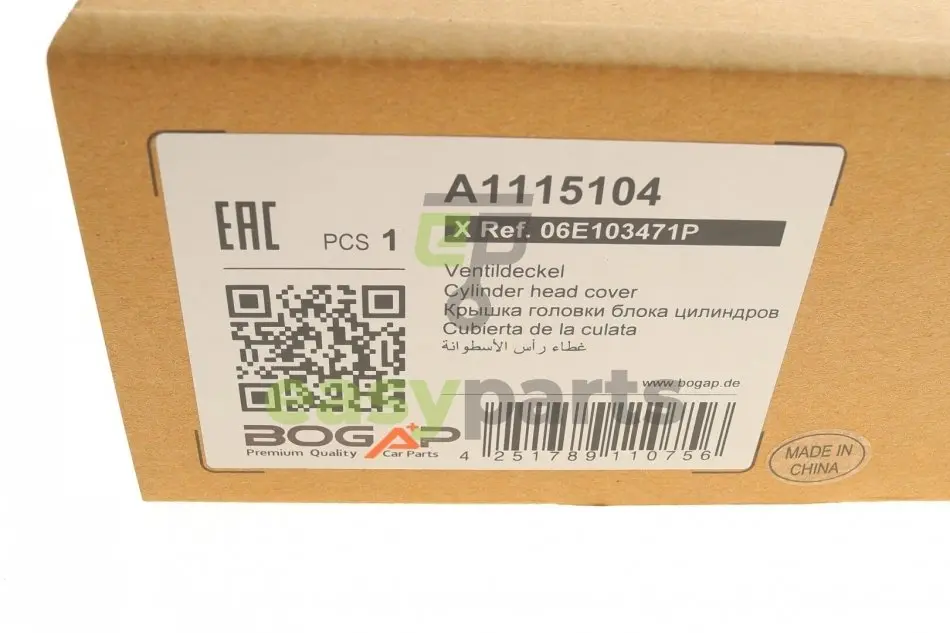 EAC
PCS 1
A1115104
X Ref. 06E103471P
Ventildeckel
Cylinder head cover
Крышка головки блока цилиндров
Cubierta de la culata
غطاء رأس الأسطوانة
www.bogap.de
easyparts
BOGAP
Premium Quality Car Parts
4 251789 110756
MADE IN
CHINA